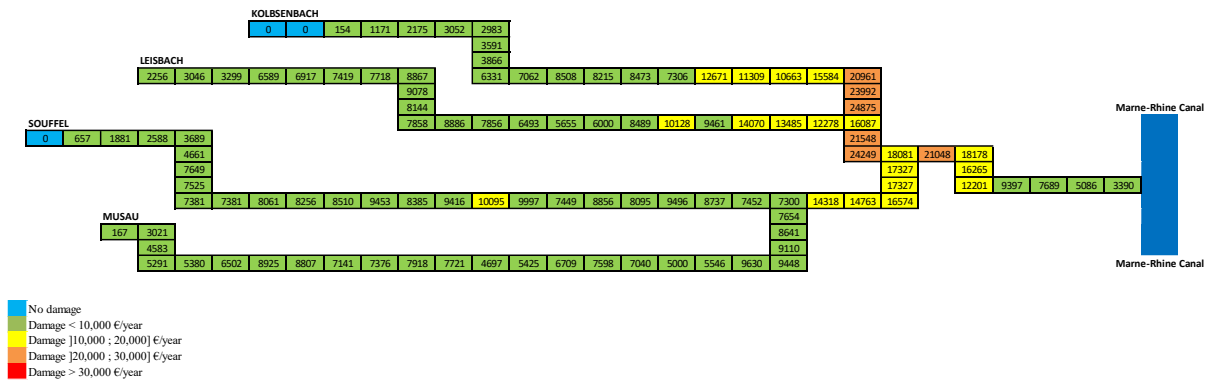 KOLBSENBACH
0 0 154 1171 2175 3052 2983
3591
LEISBACH 3866
2256 3046 3299 6589 6917 7419 7718 8867 6331 7062 8508 8215 8473 7306 12671 11309 10663 15584 20961
9078 23992
8144 24875 Marne-Rhine Canal
SOUFFEL 7858 8886 7856 6493 5655 6000 8489 10128 9461 14070 13485 12278 16087
0 657 1881 2588 3689 21548
4661 24249 18081 21048 18178
7649 17327 16265
7525 17327 12201 9397 7689 5086 3390
7381 7381 8061 8256 8510 9453 8385 9416 10095 9997 7449 8856 8095 9496 8737 7452 7300 14318 14763 16574
MUSAU 7654
167 3021 8641
4583 9110
5291 5380 6502 8925 8807 7141 7376 7918 7721 4697 5425 6709 7598 7040 5000 5546 9630 9448 Marne-Rhine Canal
No damage
Damage < 10,000 €/year
Damage ]10,000 ; 20,000] €/year
Damage ]20,000 ; 30,000] €/year
Damage > 30,000 €/year